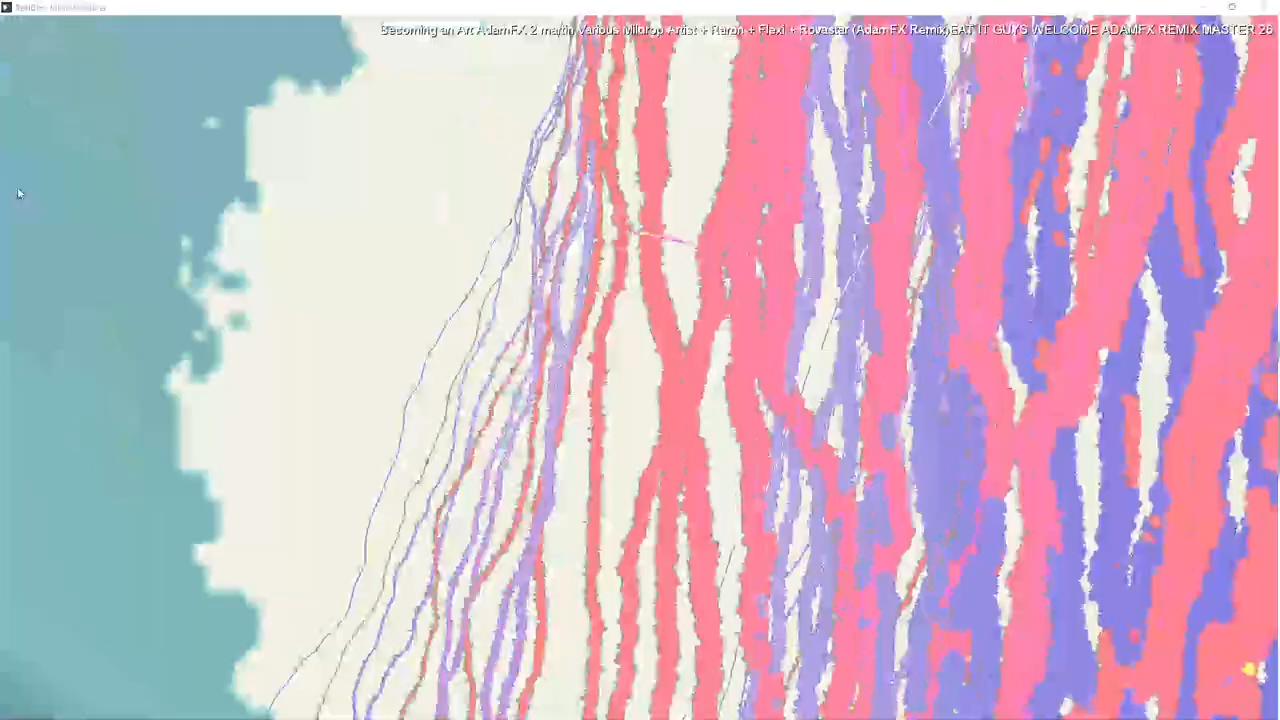 Becoming an Art AdamFX 2 martin Various Mildrop Artist + Raron + Flexi + Rovastar (Adam FX Remix)EAT IT GUYS WELCOME ADAMFX REMIX MASTER 26